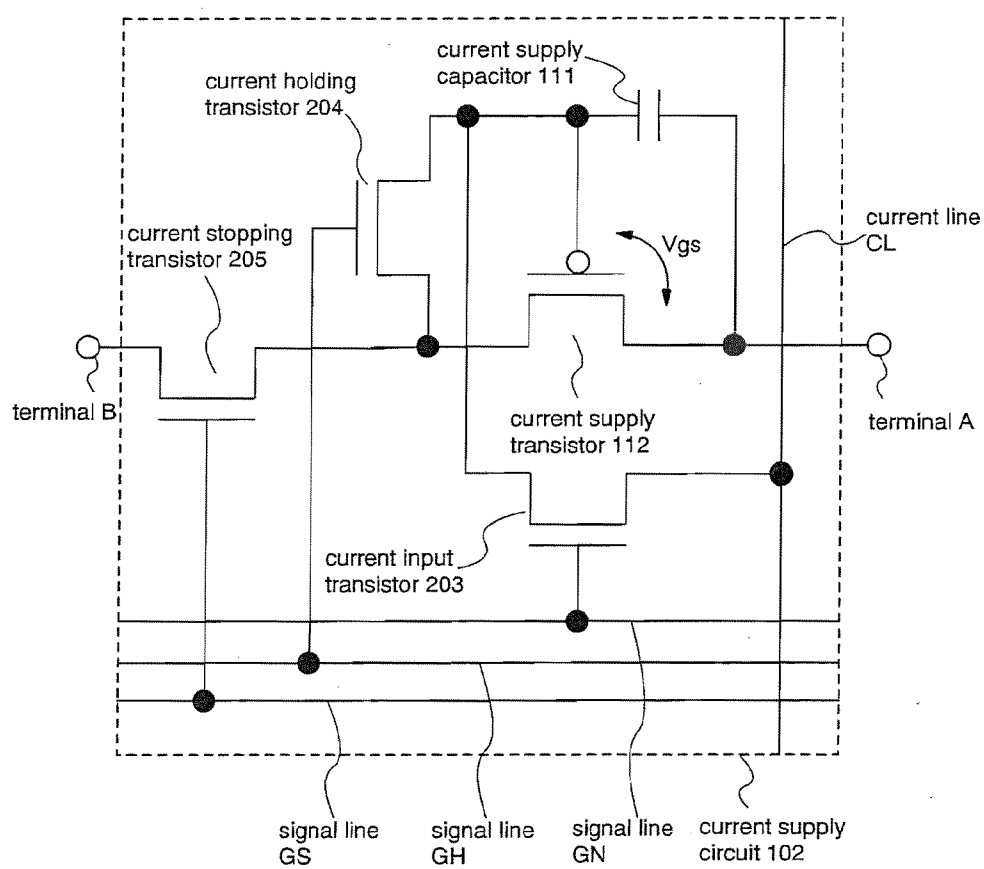 current supply
capacitor 111
current holding
transistor 204
current stopping
transistor 205
Vgs
current line
CL
terminal B
current supply
transistor 112
terminal A
current input
transistor 203
signal line
GS
signal line
GH
signal line
GN
current supply
circuit 102